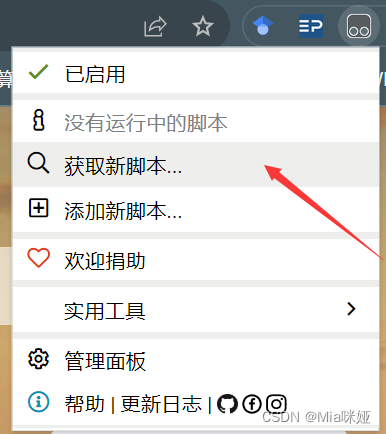 EP
算
已启用
没有运行中的脚本
获取新脚本...
添加新脚本...
欢迎捐助
实用工具
管理面板
帮助 | 更新日志 |
CSDN @Mia咪娅